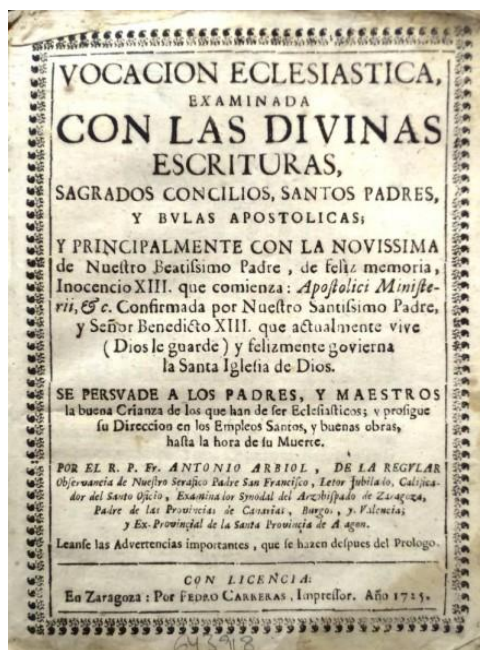 VOCACION ECLESIASTICA,
EXAMINADA
CON LAS DIVINAS
ESCRITURAS,
SAGRADOS CONCILIOS, SANTOS PADRES,
Y BVLAS APOSTOLICAS;
Y PRINCIPALMENTE CON LA NOVISSIMA
de Nueſtro Beatiſsimo Padre, de feliz memoria,
Inocencio XIII. que comienza: Apoſtolici Miniſte-
rii, &c. Confirmada por Nueſtro Santiſsimo Padre,
y Señor Benedicto XIII. que actualmente vive
(Dios le guarde) y felizmente govierna
la Santa Igleſia de Dios.
SE PERSVADE A LOS PADRES, Y MAESTROS
la buena Crianza de los que han de ſer Ecleſiaſticos; y proſigue
ſu Direccion en los Empleos Santos, y buenas obras,
haſta la hora de ſu Muerte.
POR EL R. P. Fr. ANTONIO ARBIOL, DE LA REGVLAR
Obſervancia de Nueſtro Serafico Padre San Franciſco, Letor Jubilado, Califica-
dor del Santo Oficio, Examinador Synodal del Arzobiſpado de Zaragoza,
Padre de las Provincias de Canarias, Burgos, y Valencia;
y Ex-Provincial de la Santa Provincia de A agon.
Leanſe las Advertencias importantes, que ſe hazen deſpues del Prologo.
CON LICENCIA:
En Zaragoza: Por PEDRO CARRERAS, Impreſſor. Año 1725.